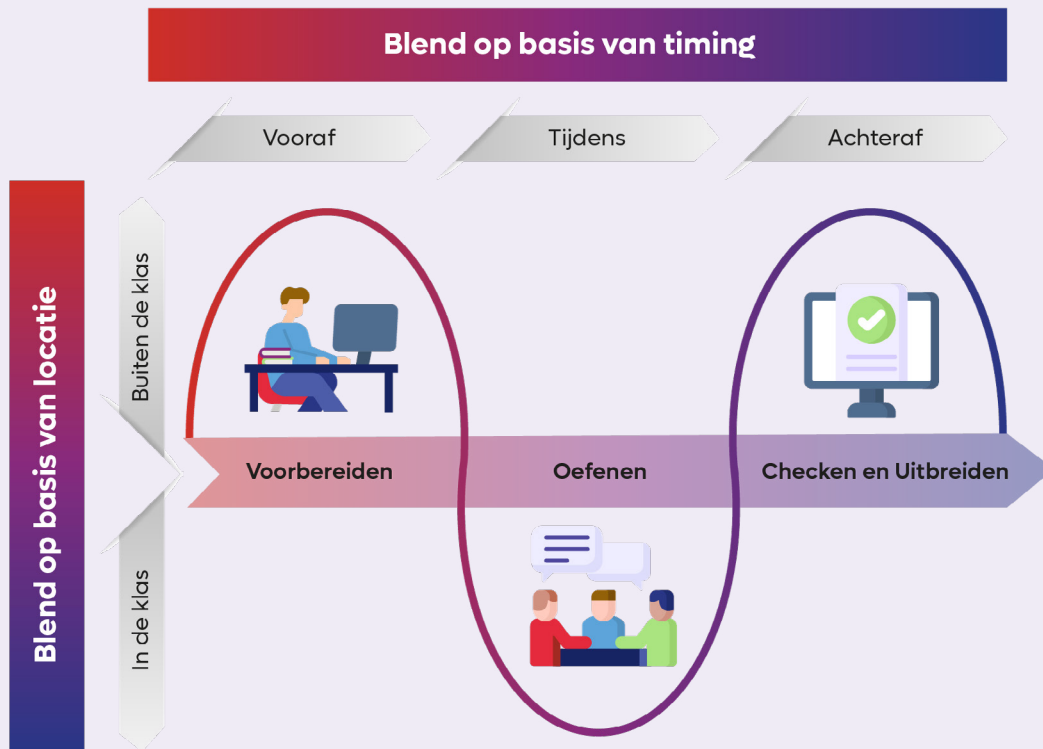 Blend op basis van timing
Vooraf
Tijdens
Achteraf
Blend op basis van locatie
Buiten de klas
In de klas
Voorbereiden
Oefenen
Checken en Uitbreiden